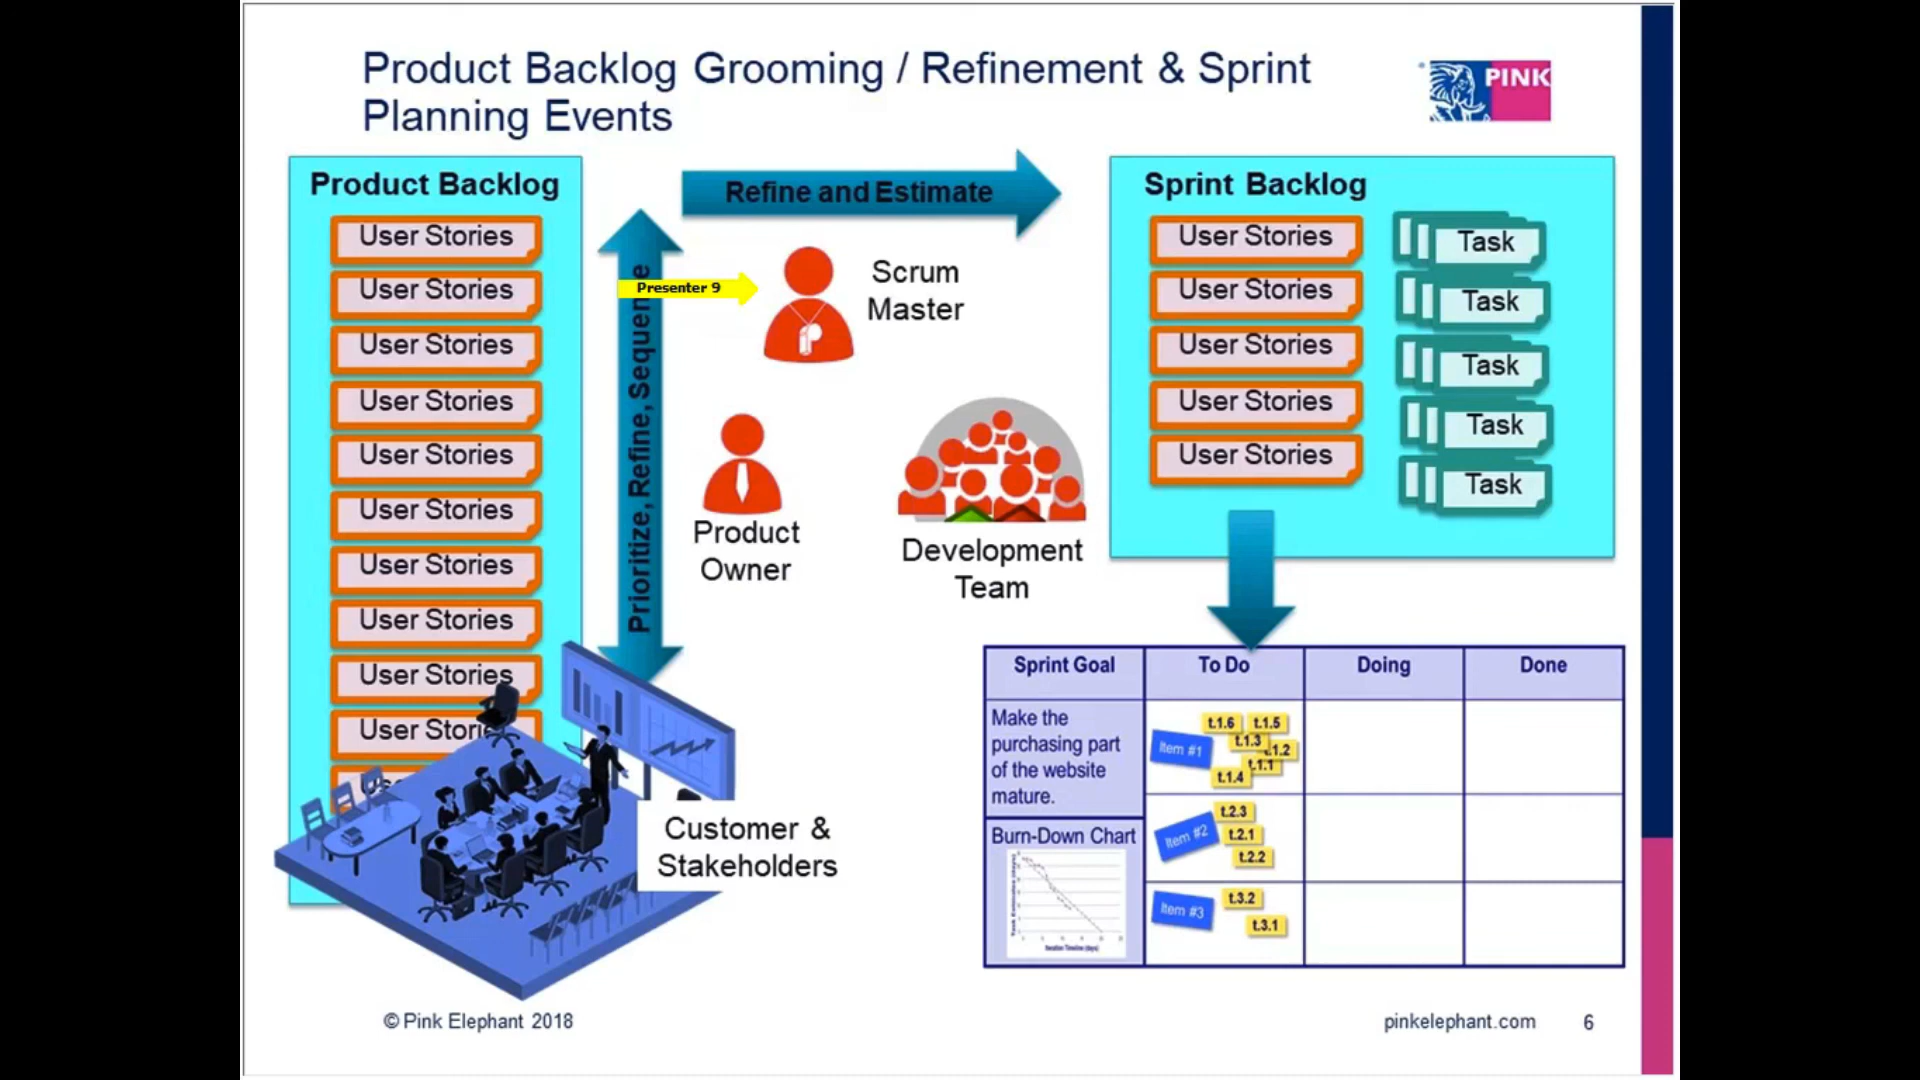 Product Backlog Grooming / Refinement & Sprint
Planning Events
PINK
Product Backlog
User Stories
User Stories
User Stories
User Stories
User Stories
User Stories
User Stories
User Stories
User Stories
Prioritize, Refine, Sequence
Refine and Estimate
Presenter 9
Scrum
Master
Product
Owner
Development
Team
Customer &
Stakeholders
Sprint Backlog
User Stories
Task
User Stories
Task
User Stories
Task
User Stories
Task
User Stories
Task
Sprint Goal
To Do
Doing
Done
Make the
purchasing part
of the website
mature.
Burn-Down Chart
Item #1
t.1.6
t.1.5
t.1.3
t.1.2
t.1.1
t.1.4
Item #2
t.2.3
t.2.1
t.2.2
Item #3
t.3.2
t.3.1
© Pink Elephant 2018
pinkelephant.com
6